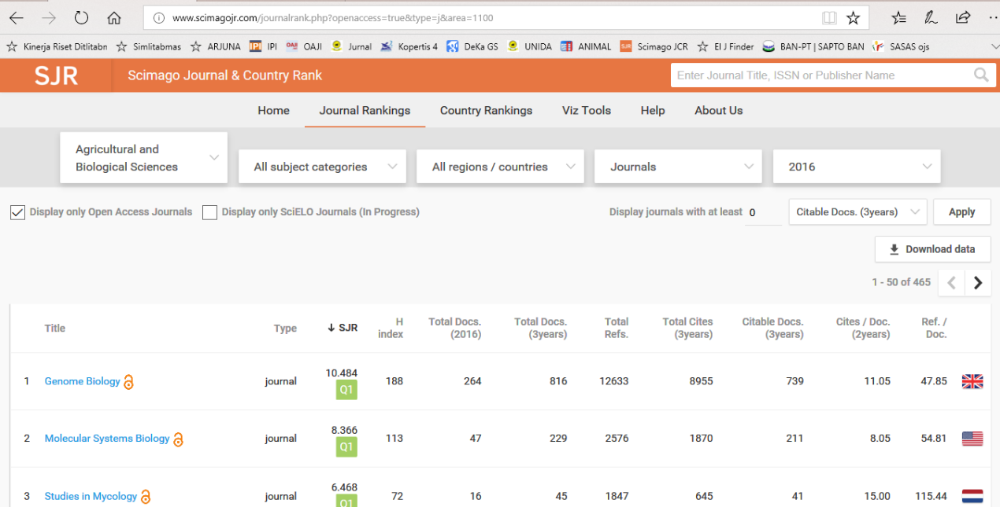 www.scimagojr.com/journalrank.php?openaccess=true&type=j&area=1100
Kinerja Riset Ditlitabn Simlitabmas ARJUNA IPI IPI OAJI OAJI Jurnal Kopertis 4 DeKa GS UNIDA ANIMAL SJR Scimago JCR EI J Finder BAN-PT | SAPTO BAN SASAS ojs
SJR Scimago Journal & Country Rank Enter Journal Title, ISSN or Publisher Name
Home Journal Rankings Country Rankings Viz Tools Help About Us
Agricultural and
Biological Sciences All subject categories All regions / countries Journals 2016
Display only Open Access Journals Display only SciELO Journals (In Progress) Display journals with at least 0 Citable Docs. (3years) Apply
Download data
1 - 50 of 465
Title Type SJR H index Total Docs. (2016) Total Docs. (3years) Total Refs. Total Cites (3years) Citable Docs. (3years) Cites / Doc. (2years) Ref. / Doc.
1 Genome Biology journal 10.484 Q1 188 264 816 12633 8955 739 11.05 47.85
2 Molecular Systems Biology journal 8.366 Q1 113 47 229 2576 1870 211 8.05 54.81
3 Studies in Mycology journal 6.468 Q1 72 16 45 1847 645 41 15.00 115.44